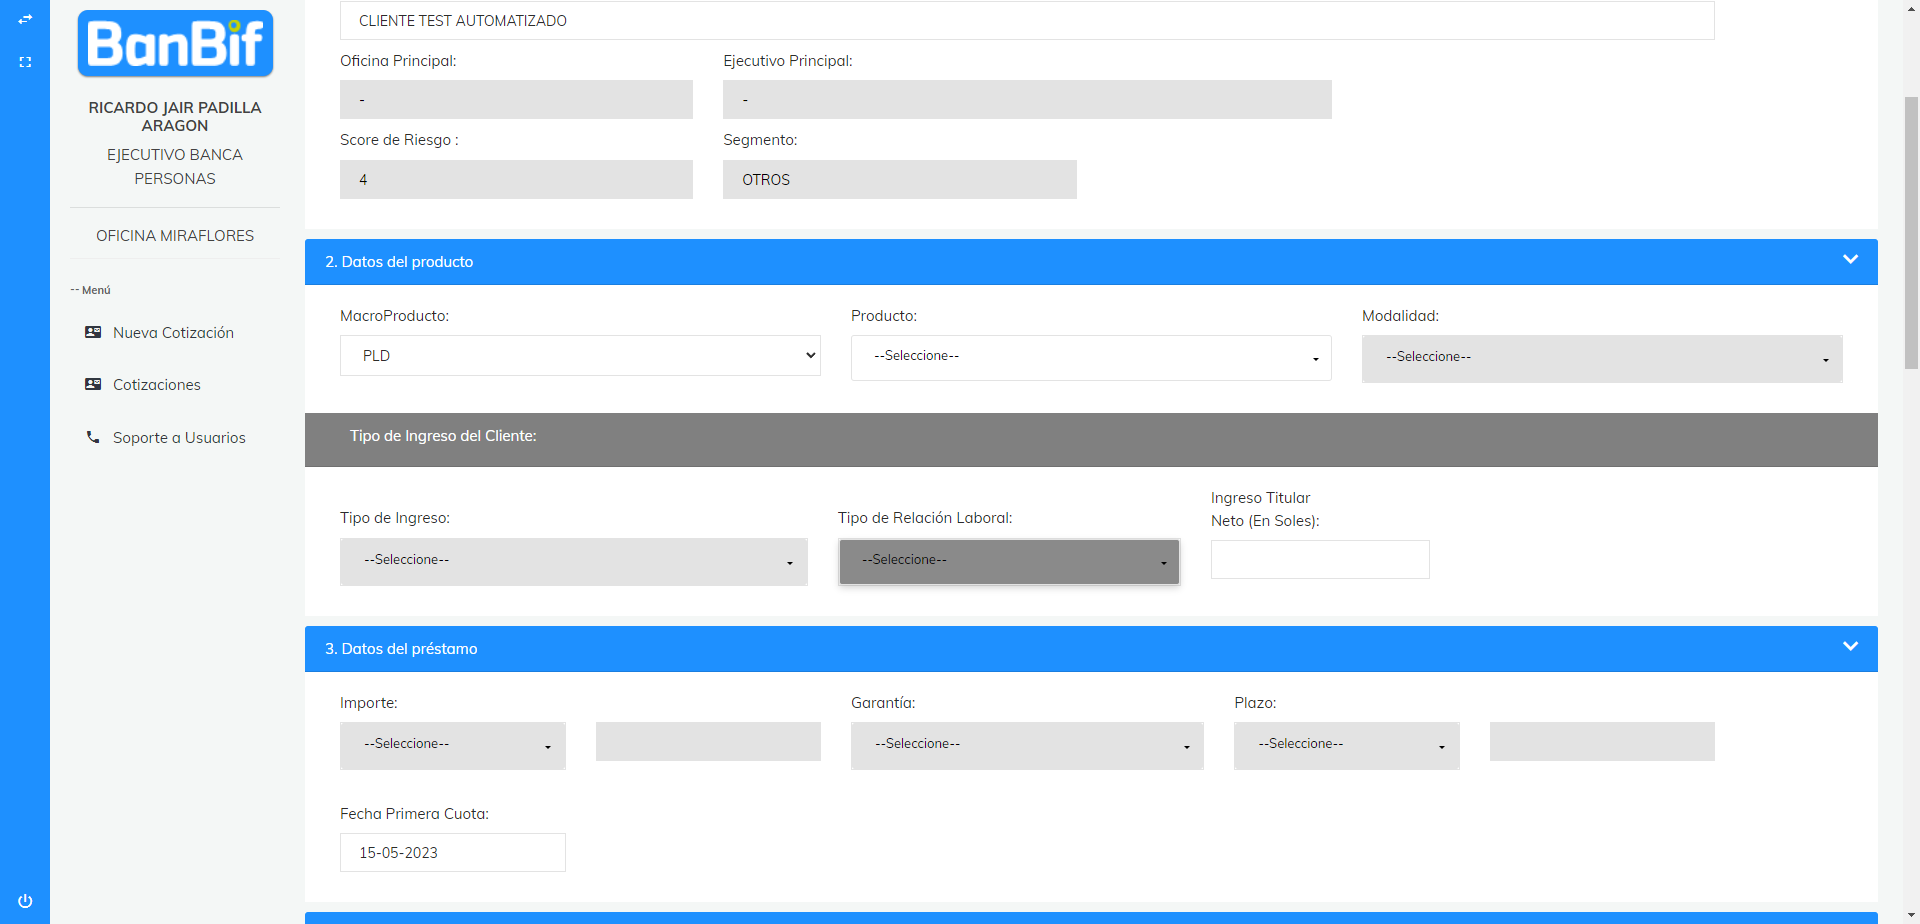 BanBif
RICARDO JAIR PADILLA
ARAGON
EJECUTIVO BANCA
PERSONAS
OFICINA MIRAFLORES
-- Menú
Nueva Cotización
Cotizaciones
Soporte a Usuarios
CLIENTE TEST AUTOMATIZADO
Oficina Principal:
Ejecutivo Principal:
-
-
Score de Riesgo :
Segmento:
4
OTROS
2. Datos del producto
MacroProducto:
Producto:
Modalidad:
PLD
--Seleccione--
--Seleccione--
Tipo de Ingreso del Cliente:
Tipo de Ingreso:
Tipo de Relación Laboral:
Ingreso Titular
Neto (En Soles):
--Seleccione--
--Seleccione--
3. Datos del préstamo
Importe:
Garantía:
Plazo:
--Seleccione--
--Seleccione--
--Seleccione--
Fecha Primera Cuota:
15-05-2023